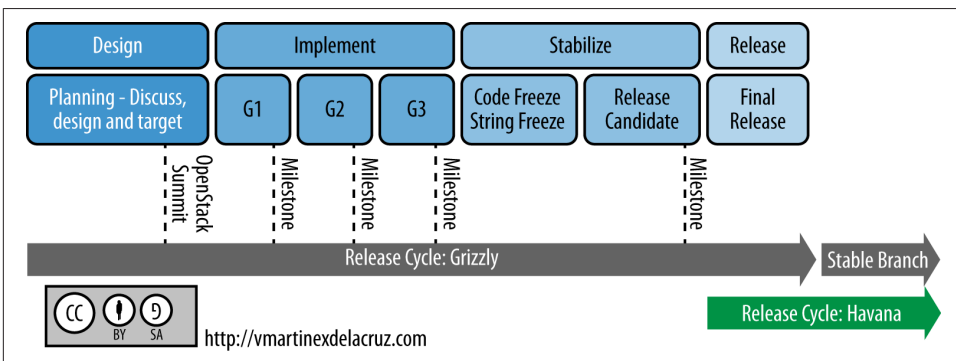 Design
Implement
Stabilize
Release
Planning - Discuss,
design and target
G1
G2
G3
Code Freeze
String Freeze
Release
Candidate
Final
Release
OpenStack
Summit
Milestone
Milestone
Milestone
Milestone
Release Cycle: Grizzly
Stable Branch
Release Cycle: Havana
CC
BY
SA
http://vmartinexdelacruz.com